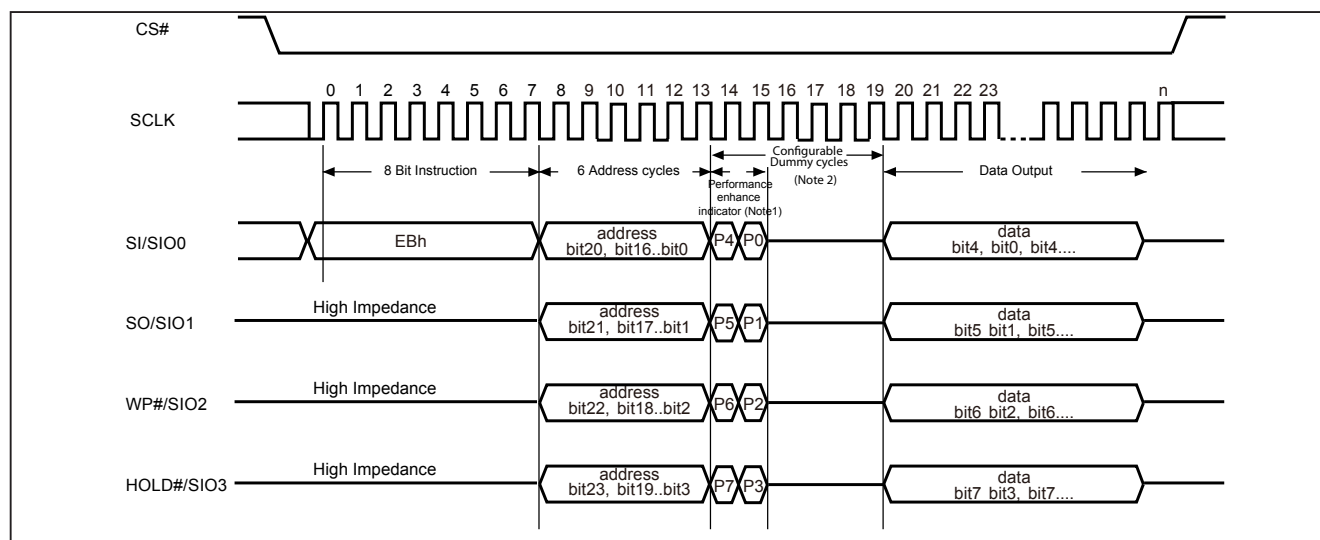 CS#
0 1 2 3 4 5 6 7 8 9 10 11 12 13 14 15 16 17 18 19 20 21 22 23 n
SCLK
8 Bit Instruction
6 Address cycles
Configurable
Dummy cycles
(Note 2)
Data Output
Performance
enhance
indicator (Note1)
SI/SIO0
EBh
address
bit20, bit16..bit0
P4 P0
data
bit4, bit0, bit4....
High Impedance
SO/SIO1
address
bit21, bit17..bit1
P5 P1
data
bit5 bit1, bit5....
High Impedance
WP#/SIO2
address
bit22, bit18..bit2
P6 P2
data
bit6 bit2, bit6....
High Impedance
HOLD#/SIO3
address
bit23, bit19..bit3
P7 P3
data
bit7 bit3, bit7....